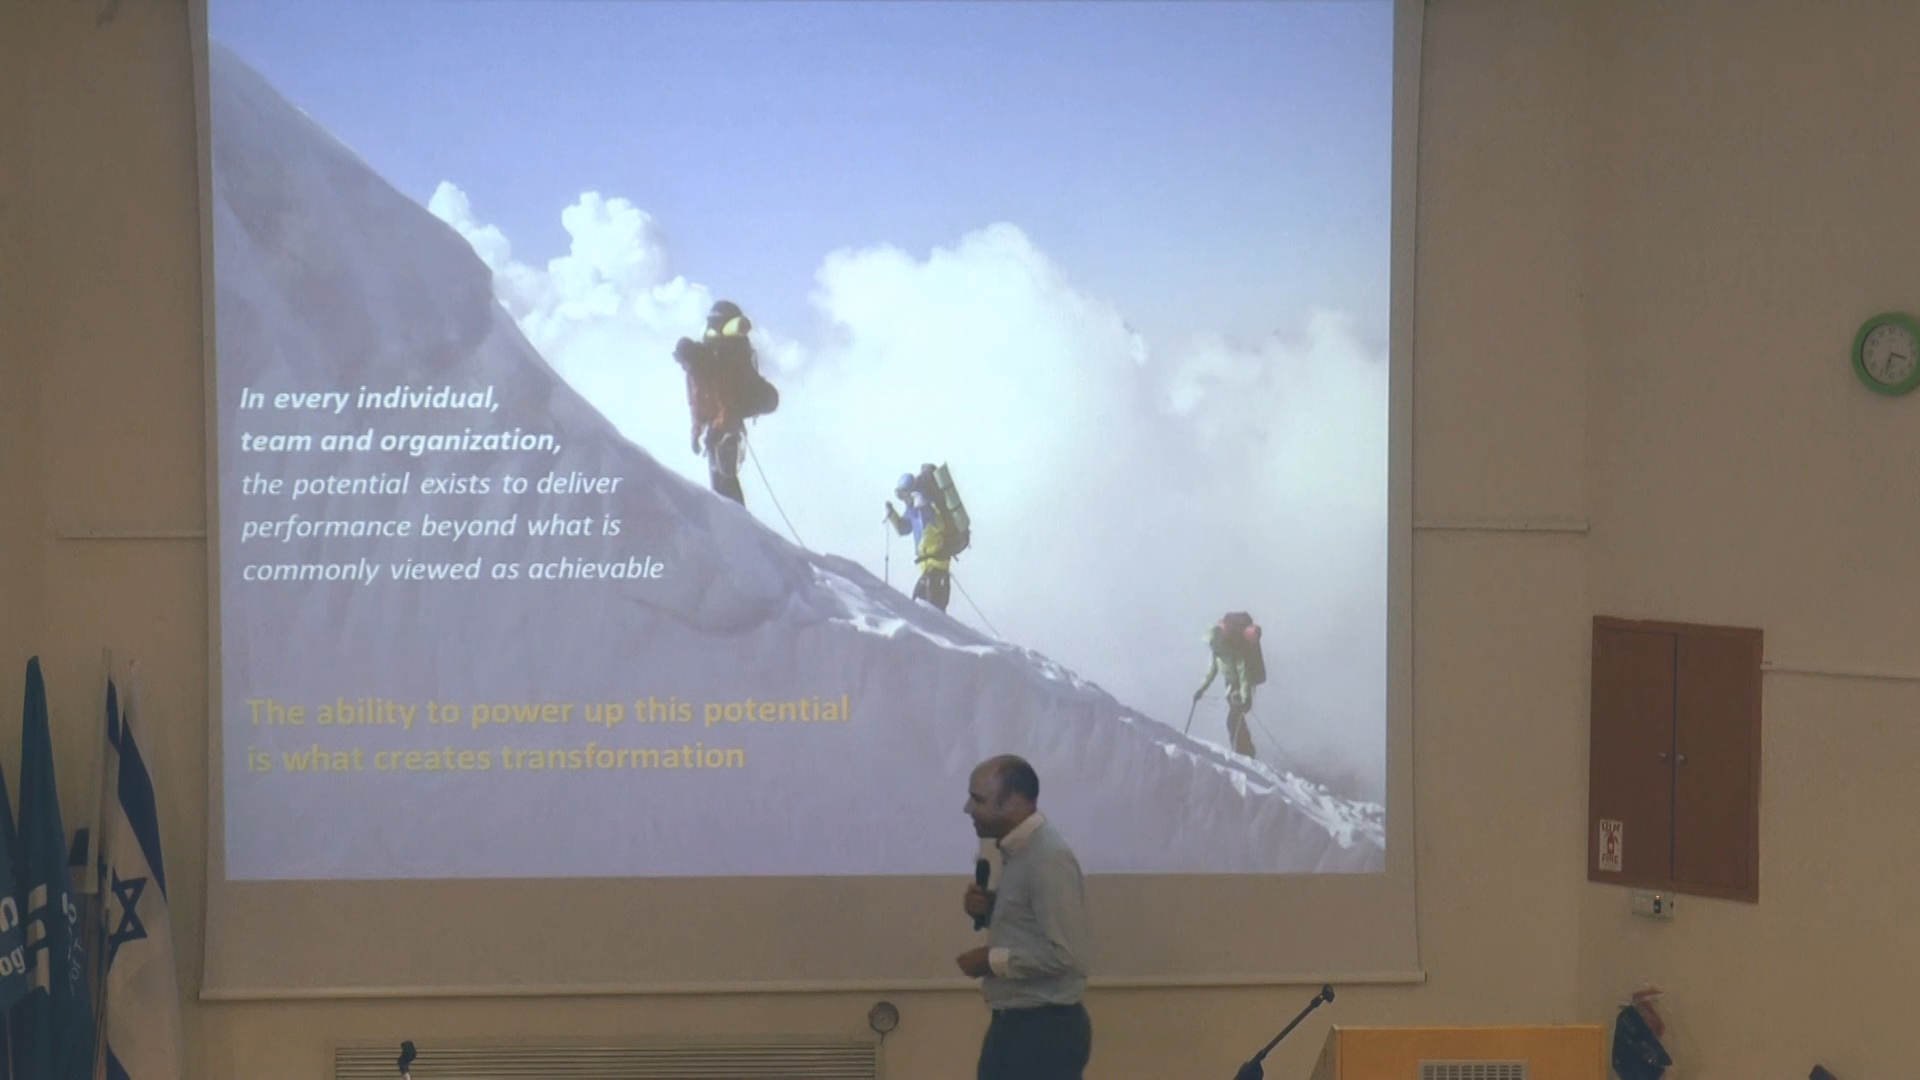 In every individual,
team and organization,
the potential exists to deliver
performance beyond what is
commonly viewed as achievable
The ability to power up this potential
is what creates transformation
FIRE